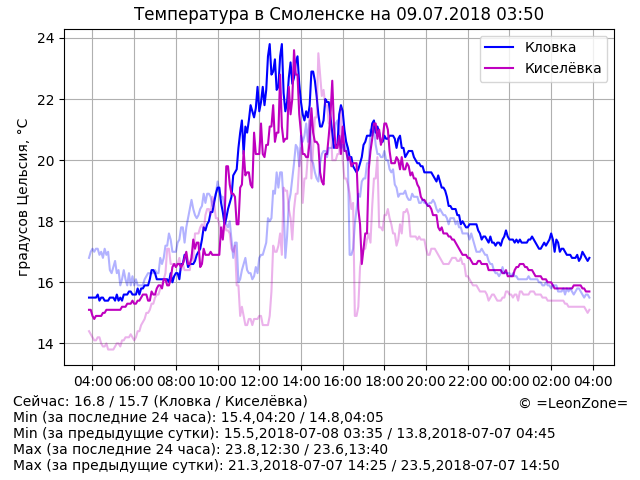 Температура в Смоленске на 09.07.2018 03:50
градусов Цельсия, °C
24
22
20
18
16
14
Кловка
Киселёвка
04:00 06:00 08:00 10:00 12:00 14:00 16:00 18:00 20:00 22:00 00:00 02:00 04:00
Сейчас: 16.8 / 15.7 (Кловка / Киселёвка)
© =LeonZone=
Min (за последние 24 часа): 15.4,04:20 / 14.8,04:05
Min (за предыдущие сутки): 15.5,2018-07-08 03:35 / 13.8,2018-07-07 04:45
Max (за последние 24 часа): 23.8,12:30 / 23.6,13:40
Max (за предыдущие сутки): 21.3,2018-07-07 14:25 / 23.5,2018-07-07 14:50